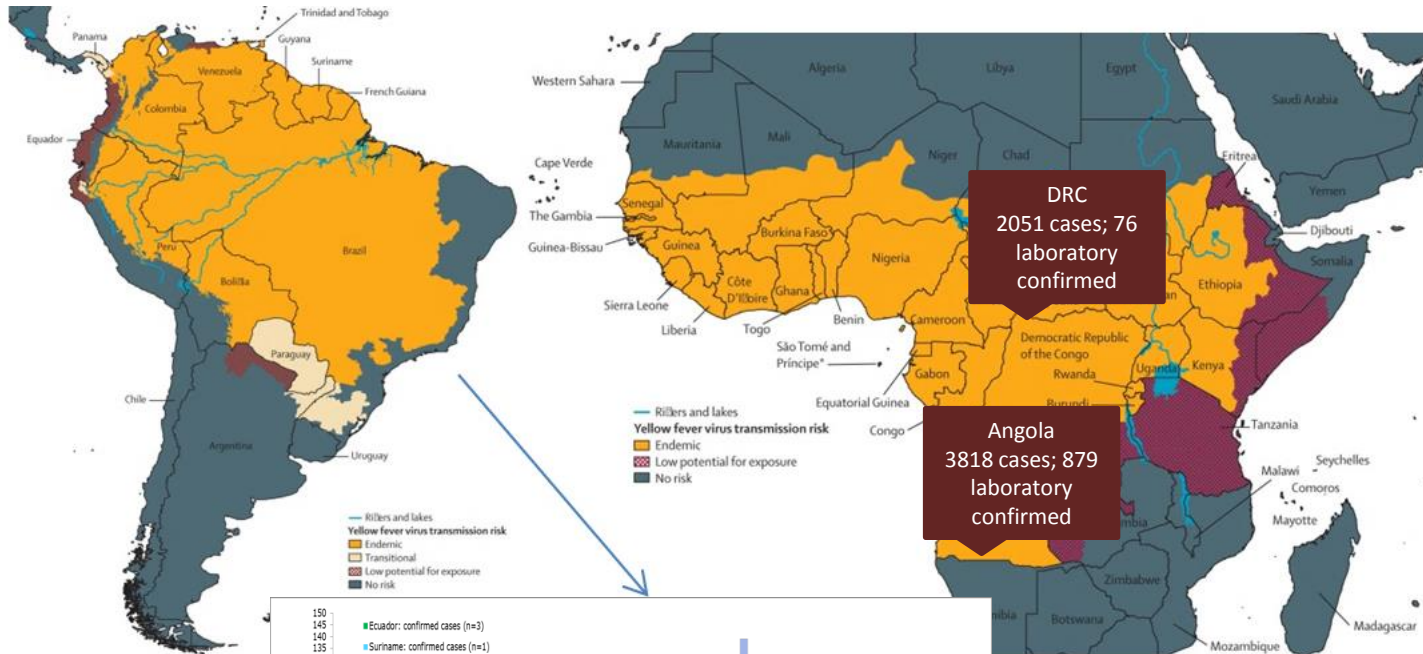 Trinidad and Tobago
Panama
Guyana
Venezuela
Suriname
French Guiana
Colombia
Equador
Peru
Brazil
Paraguay
Chile
Argentina
Uruguay
Rivers and lakes
Yellow fever virus transmission risk
Endemic
Transitional
Low potential for exposure
No risk
Western Sahara
Algeria
Libya
Egypt
Saudi Arabia
Mauritania
Mali
Niger
Chad
Eritrea
Yemen
Cape Verde
Senegal
The Gambia
Guinea-Bissau
Guinea
Burkina Faso
Nigeria
DRC
2051 cases; 76
laboratory
confirmed
Djibouti
Somalia
Ethiopia
Côte
Ghana
Sierra Leone
Liberia
Togo
Benin
Cameroon
São Tomé and
Príncipe*
Democratic Republic
of the Congo
Gabon
Uganda
Kenya
Rwanda
Burundi
Equatorial Guinea
Congo
Rivers and lakes
Yellow fever virus transmission risk
Endemic
Low potential for exposure
No risk
Angola
3818 cases; 879
laboratory
confirmed
Tanzania
Seychelles
Malawi
Comoros
Mayotte
Zimbabwe
Botswana
Madagascar
Mozambique
150
145
140
135
Ecuador: confirmed cases (n=3)
Suriname: confirmed cases (n=1)